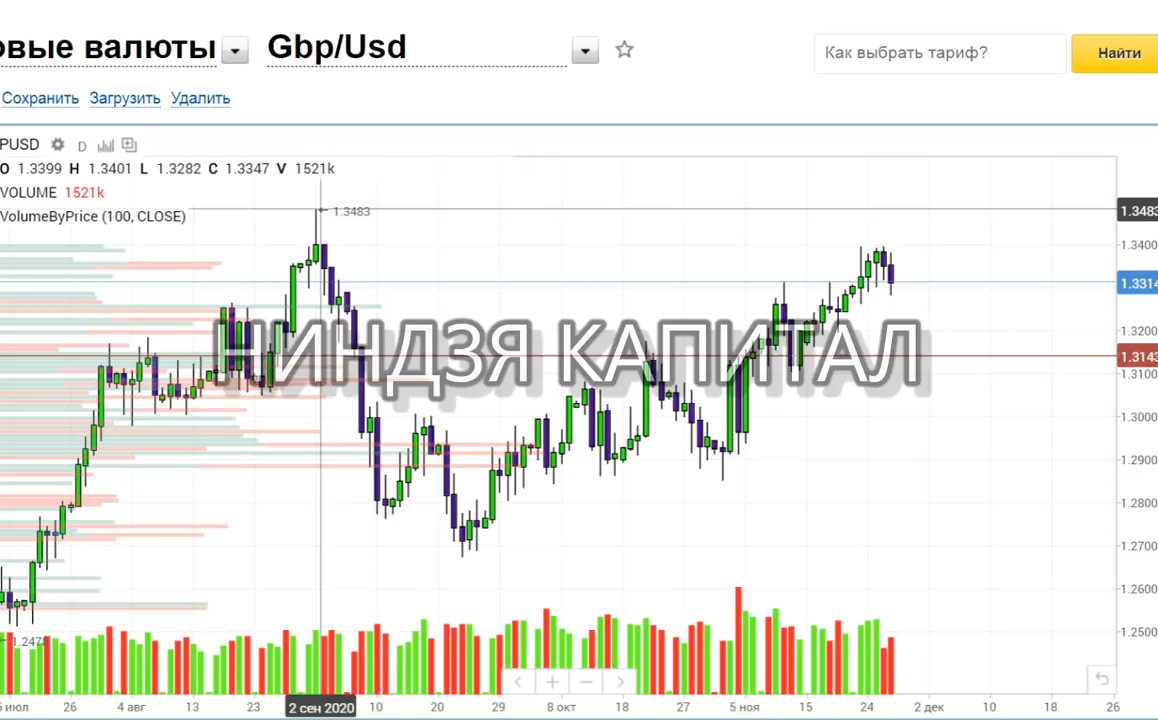 овые валюты Gbp/Usd Как выбрать тариф? Найти
Сохранить Загрузить Удалить
PUSD D
O 1.3399 H 1.3401 L 1.3282 C 1.3347 V 1521k
VOLUME 1521k
VolumeByPrice (100, CLOSE)
1.3483
1.3483
1.3400
1.3314
1.3200
НИНДЗЯ КАПИТАЛ
1.3143
1.3100
1.3000
1.2900
1.2800
1.2700
1.2600
1.2500
июл 26 4 авг 13 23 2 сен 2020 10 20 29 8 окт 18 27 5 ноя 15 24 2 дек 10 18 26